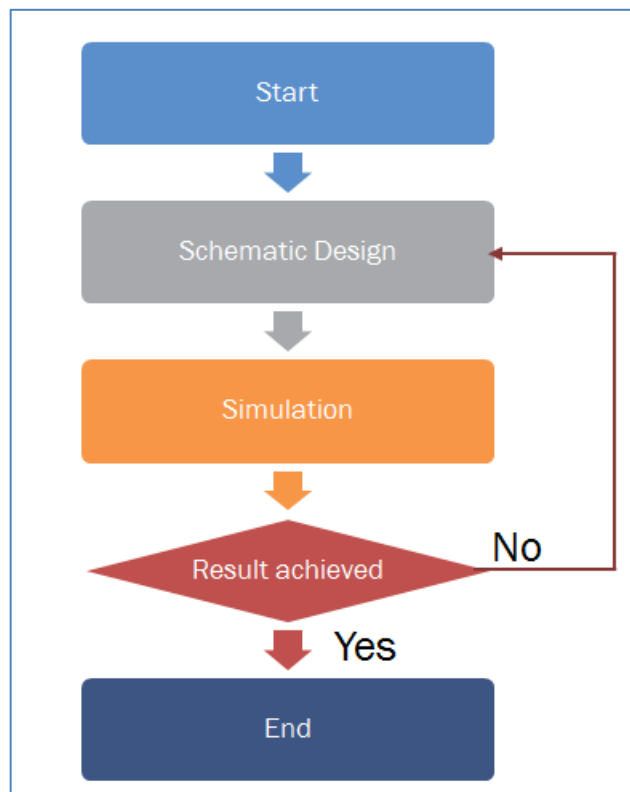 Start
Schematic Design
Simulation
Result achieved
No
Yes
End